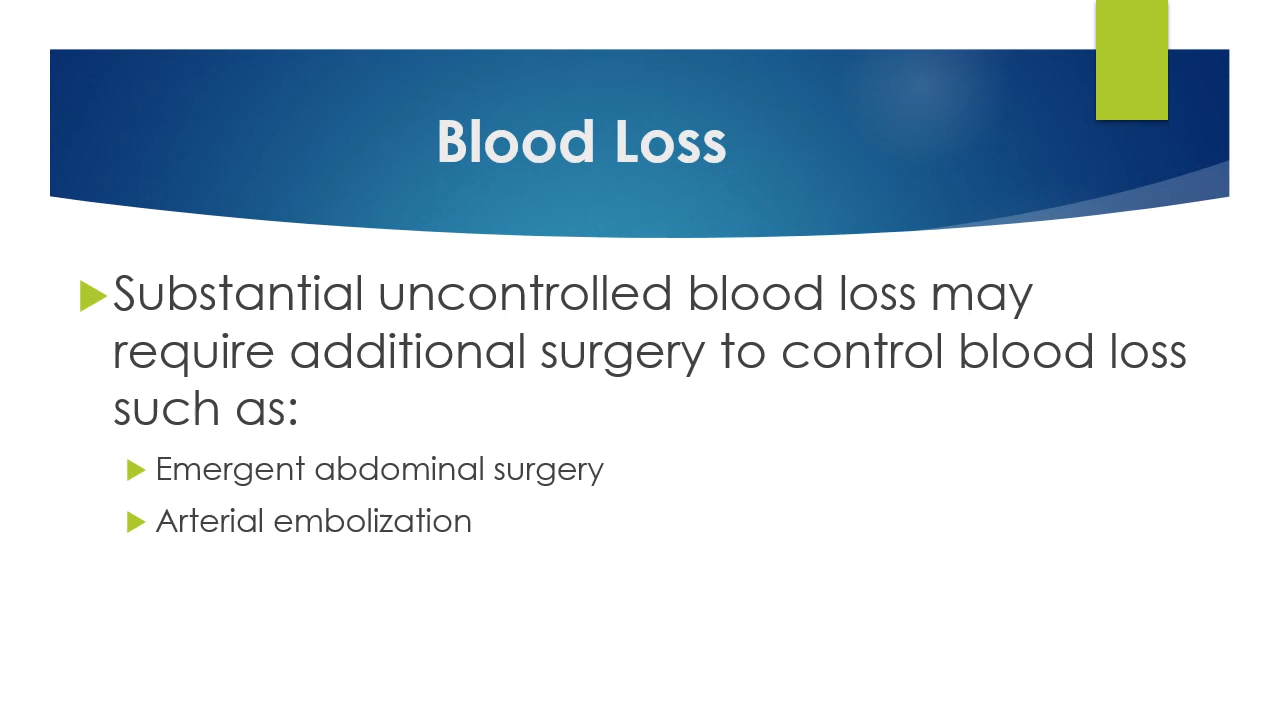 Blood Loss
Substantial uncontrolled blood loss may
require additional surgery to control blood loss
such as:
Emergent abdominal surgery
Arterial embolization